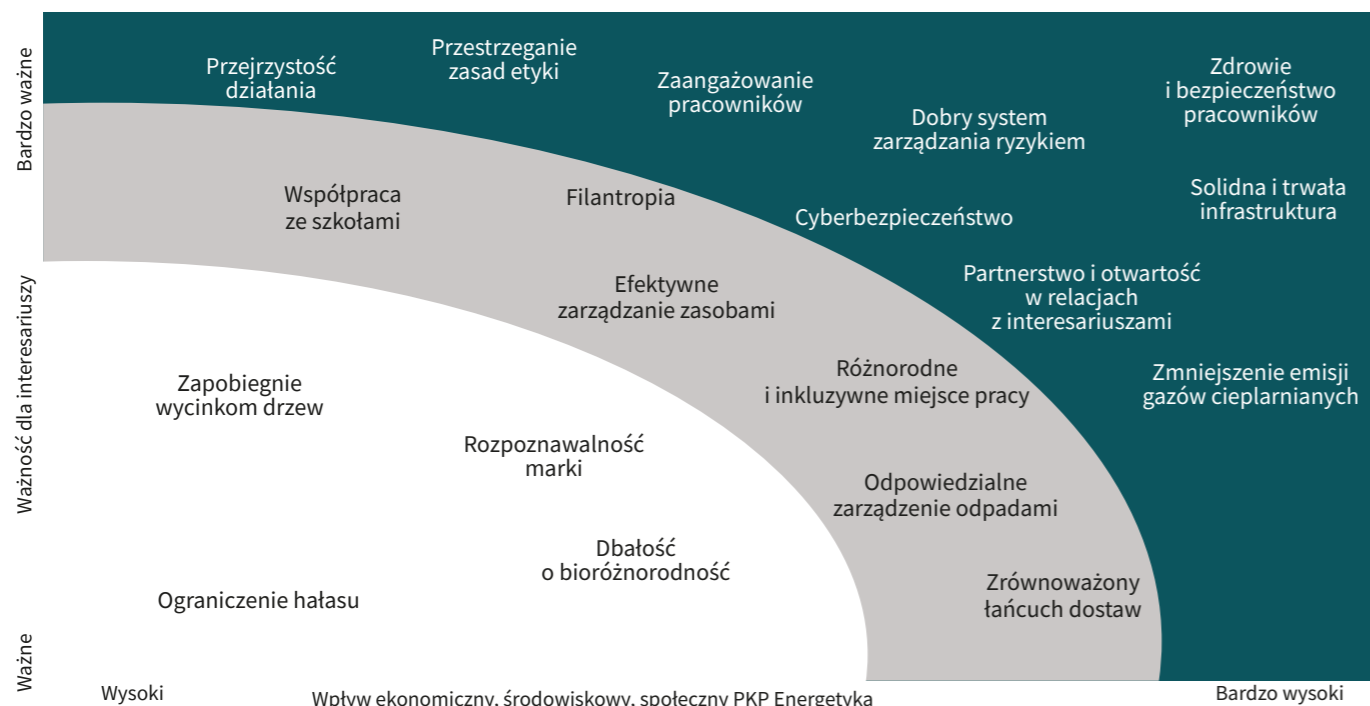 Bardzo ważne
Ważność dla interesariuszy
Ważne
Przejrzystość
działania
Przestrzeganie
zasad etyki
Zaangażowanie
pracowników
Dobry system
zarządzania ryzykiem
Zdrowie
i bezpieczeństwo
pracowników
Solidna i trwała
infrastruktura
Cyberbezpieczeństwo
Partnerstwo i otwartość
w relacjach
z interesariuszami
Zmniejszenie emisji
gazów cieplarnianych
Współpraca
ze szkołami
Filantropia
Efektywne
zarządzanie zasobami
Różnorodne
i inkluzywne miejsce pracy
Odpowiedzialne
zarządzenie odpadami
Zrównoważony
łańcuch dostaw
Zapobiegnie
wycinkom drzew
Rozpoznawalność
marki
Dbałość
o bioróżnorodność
Ograniczenie hałasu
Wysoki
Wpływ ekonomiczny, środowiskowy, społeczny PKP Energetyka
Bardzo wysoki